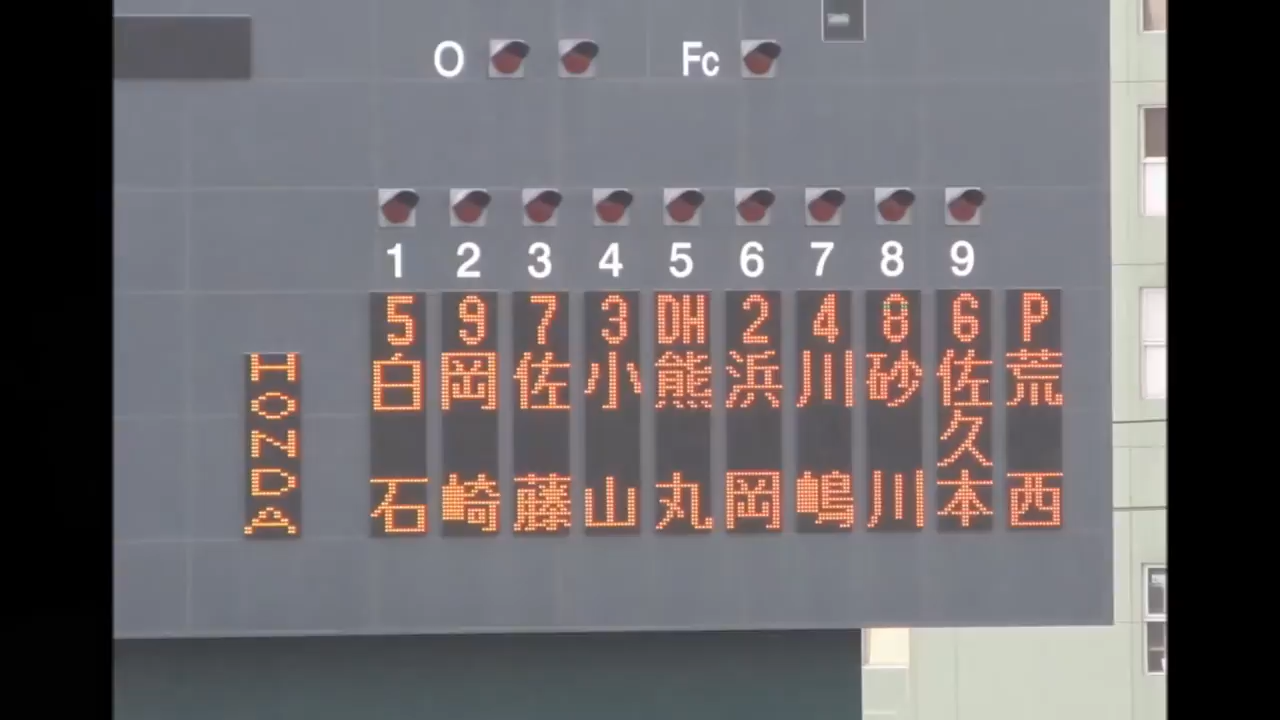 O Fc
1 2 3 4 5 6 7 8 9
5 9 7 3 DH 2 4 8 6 P
HONDA
白石
岡崎
佐藤
小山
熊丸
浜岡
川嶋
砂川
佐久本
荒西